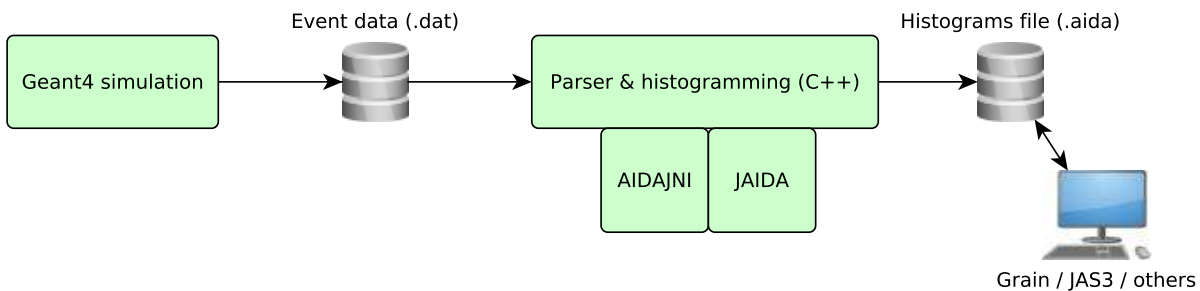 Event data (.dat)
Histograms file (.aida)
Geant4 simulation
Parser & histogramming (C++)
AIDAJNI
JAIDA
Grain / JAS3 / others